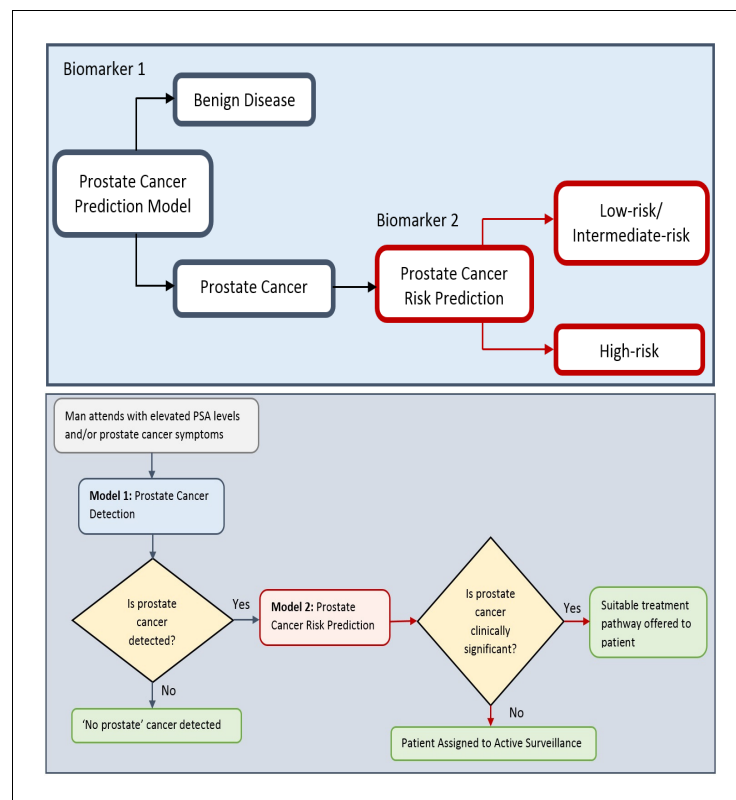 Biomarker 1
Benign Disease
Prostate Cancer
Prediction Model
Prostate Cancer
Biomarker 2
Prostate Cancer
Risk Prediction
Low-risk/
Intermediate-risk
High-risk
Man attends with elevated PSA levels
and/or prostate cancer symptoms
Model 1: Prostate Cancer
Detection
Is prostate
cancer
detected?
Yes
No
'No prostate' cancer detected
Model 2: Prostate
Cancer Risk Prediction
Is prostate
cancer
clinically
significant?
Yes
No
Suitable treatment
pathway offered to
patient
Patient Assigned to Active Surveillance